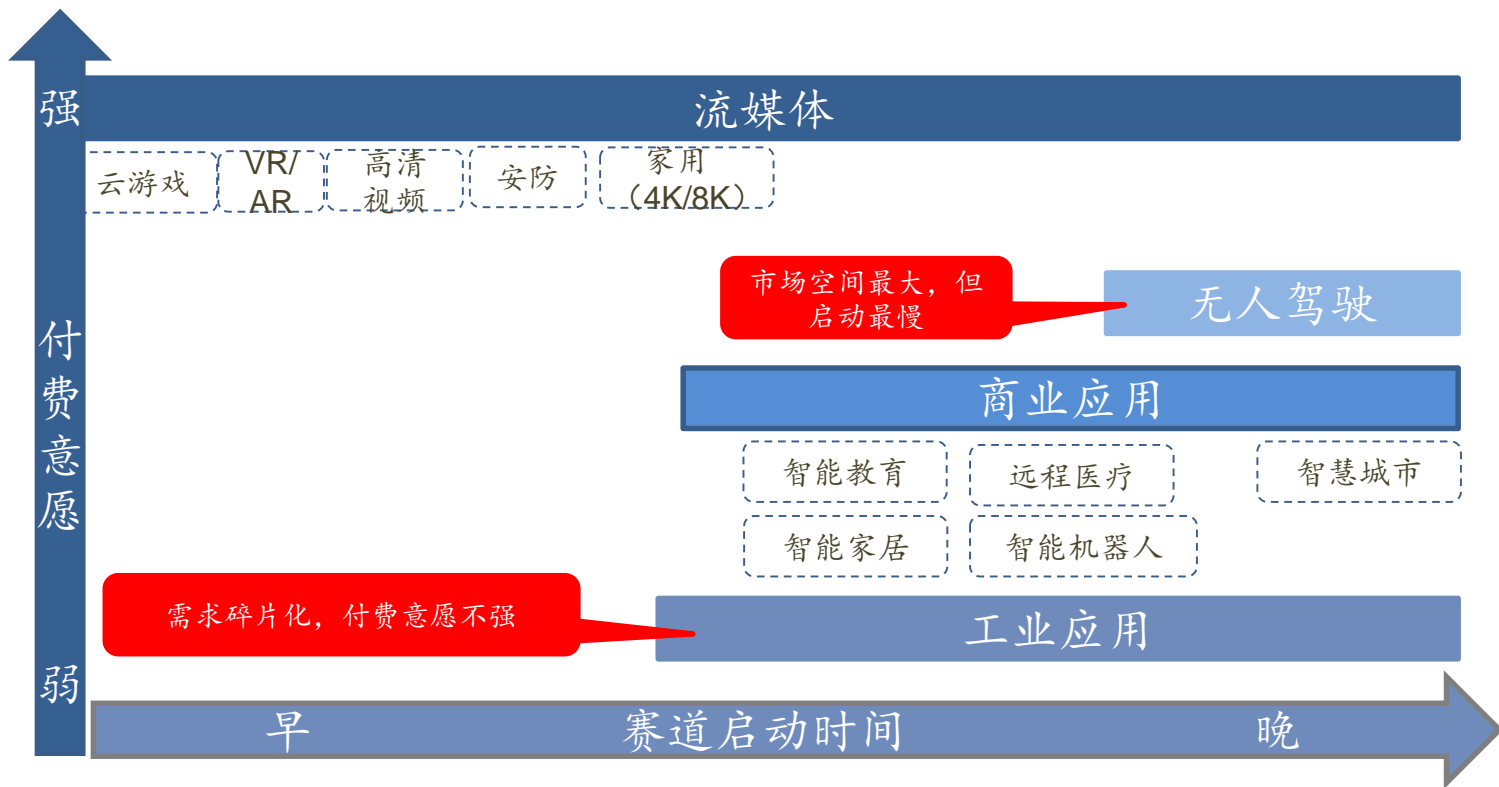 强
付
费
意
愿
弱
流媒体
云游戏
VR/
AR
高清
视频
安防
家用
（4K/8K）
市场空间最大，但
启动最慢
无人驾驶
商业应用
智能教育
远程医疗
智慧城市
智能家居
智能机器人
需求碎片化，付费意愿不强
工业应用
早
赛道启动时间
晚